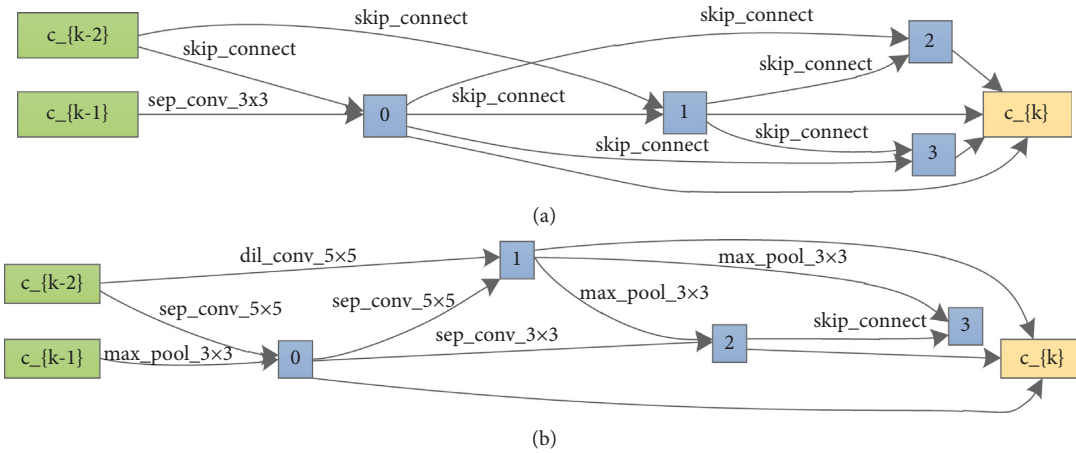 c_{k-2}
skip_connect
skip_connect
skip_connect
2
skip_connect
c_{k-1}
sep_conv_3x3
0
skip_connect
1
c_{k}
skip_connect
skip_connect
3
(a)
c_{k-2}
dil_conv_5×5
1
max_pool_3×3
sep_conv_5×5
sep_conv_5×5
max_pool_3×3
skip_connect
3
c_{k-1}
max_pool_3×3
0
sep_conv_3×3
2
c_{k}
(b)